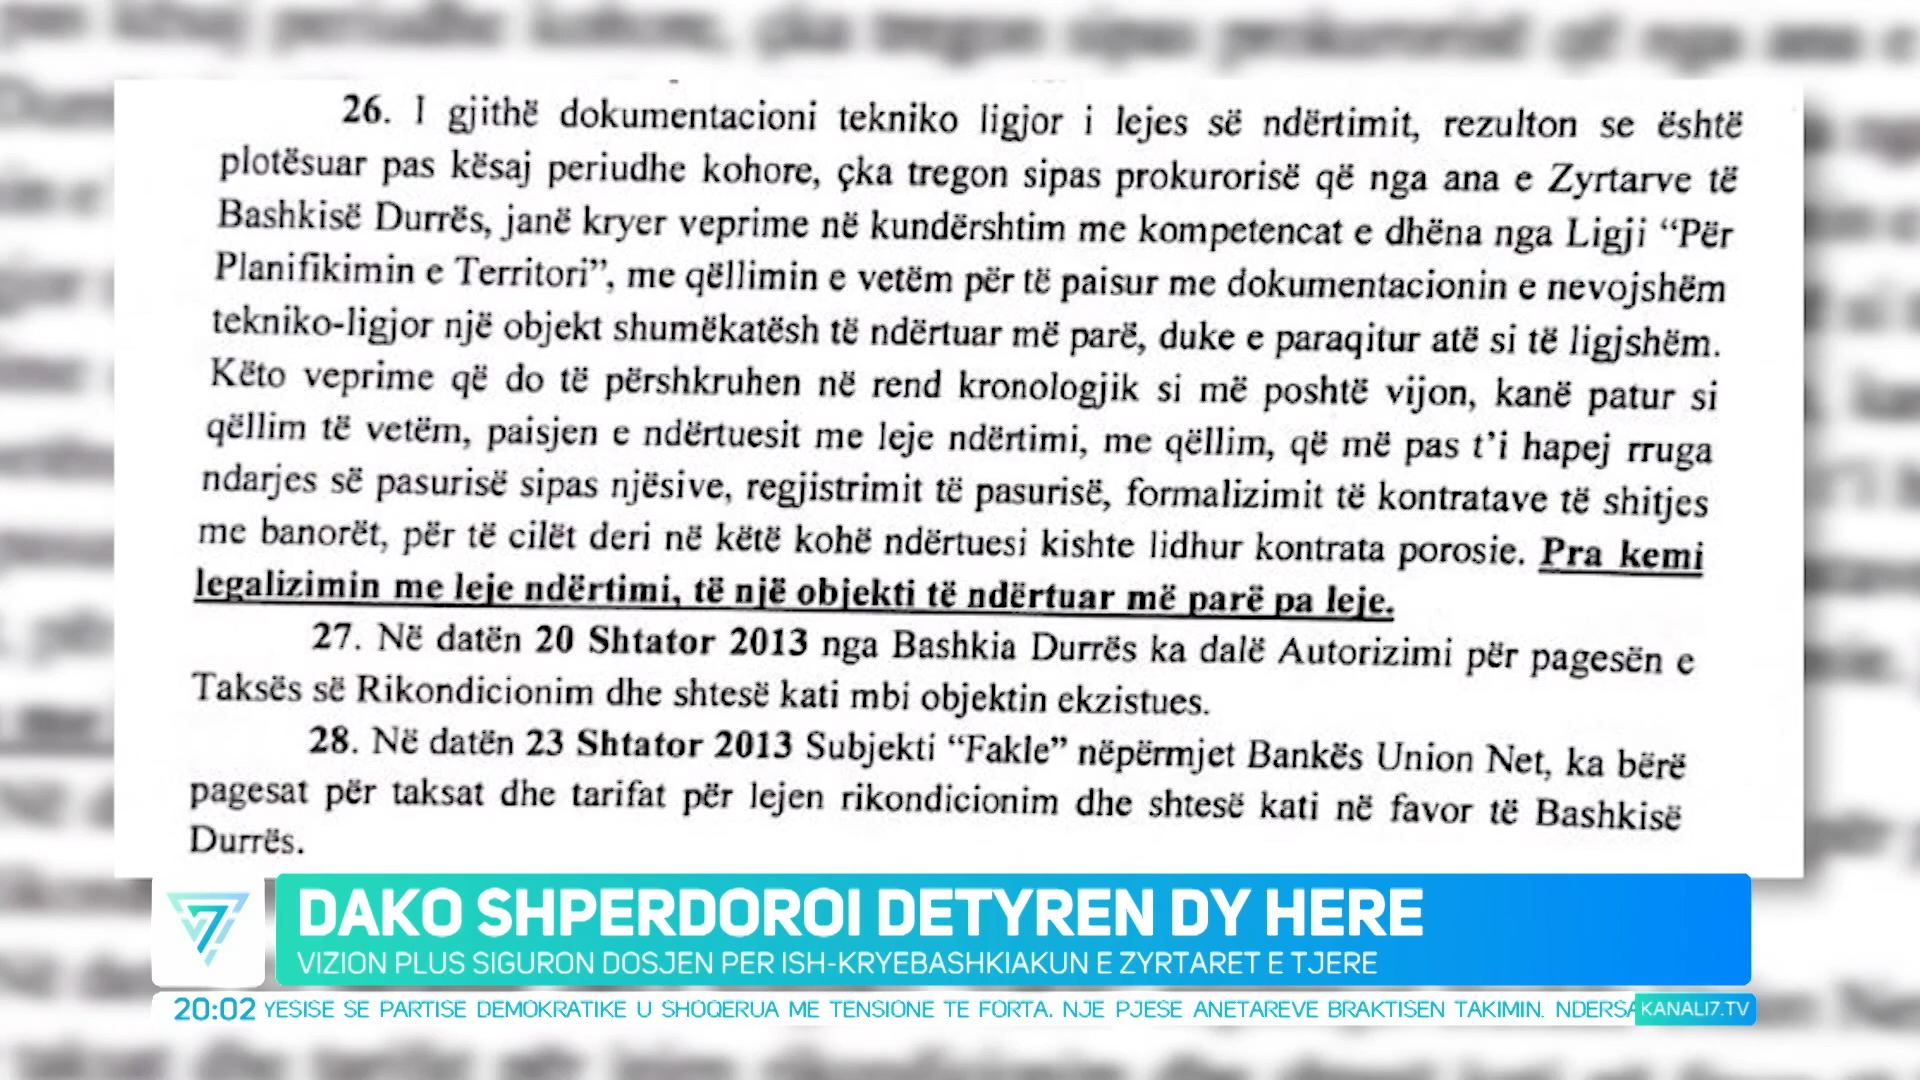 26. I gjithë dokumentacioni tekniko ligjor i lejes së ndërtimit, rezulton se është
plotësuar pas kësaj periudhe kohore, çka tregon sipas prokurorisë që nga ana e Zyrtarve të
Bashkisë Durrës, janë kryer veprime në kundërshtim me kompetencat e dhëna nga Ligji “Për
Planifikimin e Territori”, me qëllimin e vetëm për të paisur me dokumentacionin e nevojshëm
tekniko-ligjor një objekt shumëkatësh të ndërtuar më parë, duke e paraqitur atë si të ligjshëm.
Këto veprime që do të përshkruhen në rend kronologjik si më poshtë vijon, kanë patur si
qëllim të vetëm, paisjen e ndërtuesit me leje ndërtimi, me qëllim, që më pas t’i hapej rruga
ndarjes së pasurisë sipas njësive, regjistrimit të pasurisë, formalizimit të kontratave të shitjes
me banorët, për të cilët deri në këtë kohë ndërtuesi kishte lidhur kontrata porosie. Pra kemi
legalizimin me leje ndërtimi, të një objekti të ndërtuar më parë pa leje.
27. Në datën 20 Shtator 2013 nga Bashkia Durrës ka dalë Autorizimi për pagesën e
Taksës së Rikondicionim dhe shtesë kati mbi objektin ekzistues.
28. Në datën 23 Shtator 2013 Subjekti “Fakle” nëpërmjet Bankës Union Net, ka bërë
pagesat për taksat dhe tarifat për lejen rikondicionim dhe shtesë kati në favor të Bashkisë
Durrës.
DAKO SHPERDOROI DETYREN DY HERE
VIZION PLUS SIGURON DOSJEN PER ISH-KRYEBASHKIAKUN E ZYRTARET E TJERE
20:02 YESISE SE PARTISE DEMOKRATIKE U SHOQERUA ME TENSIONE TE FORTA. NJE PJESE ANETAREVE BRAKTISEN TAKIMIN. NDERSA KANALI7.TV